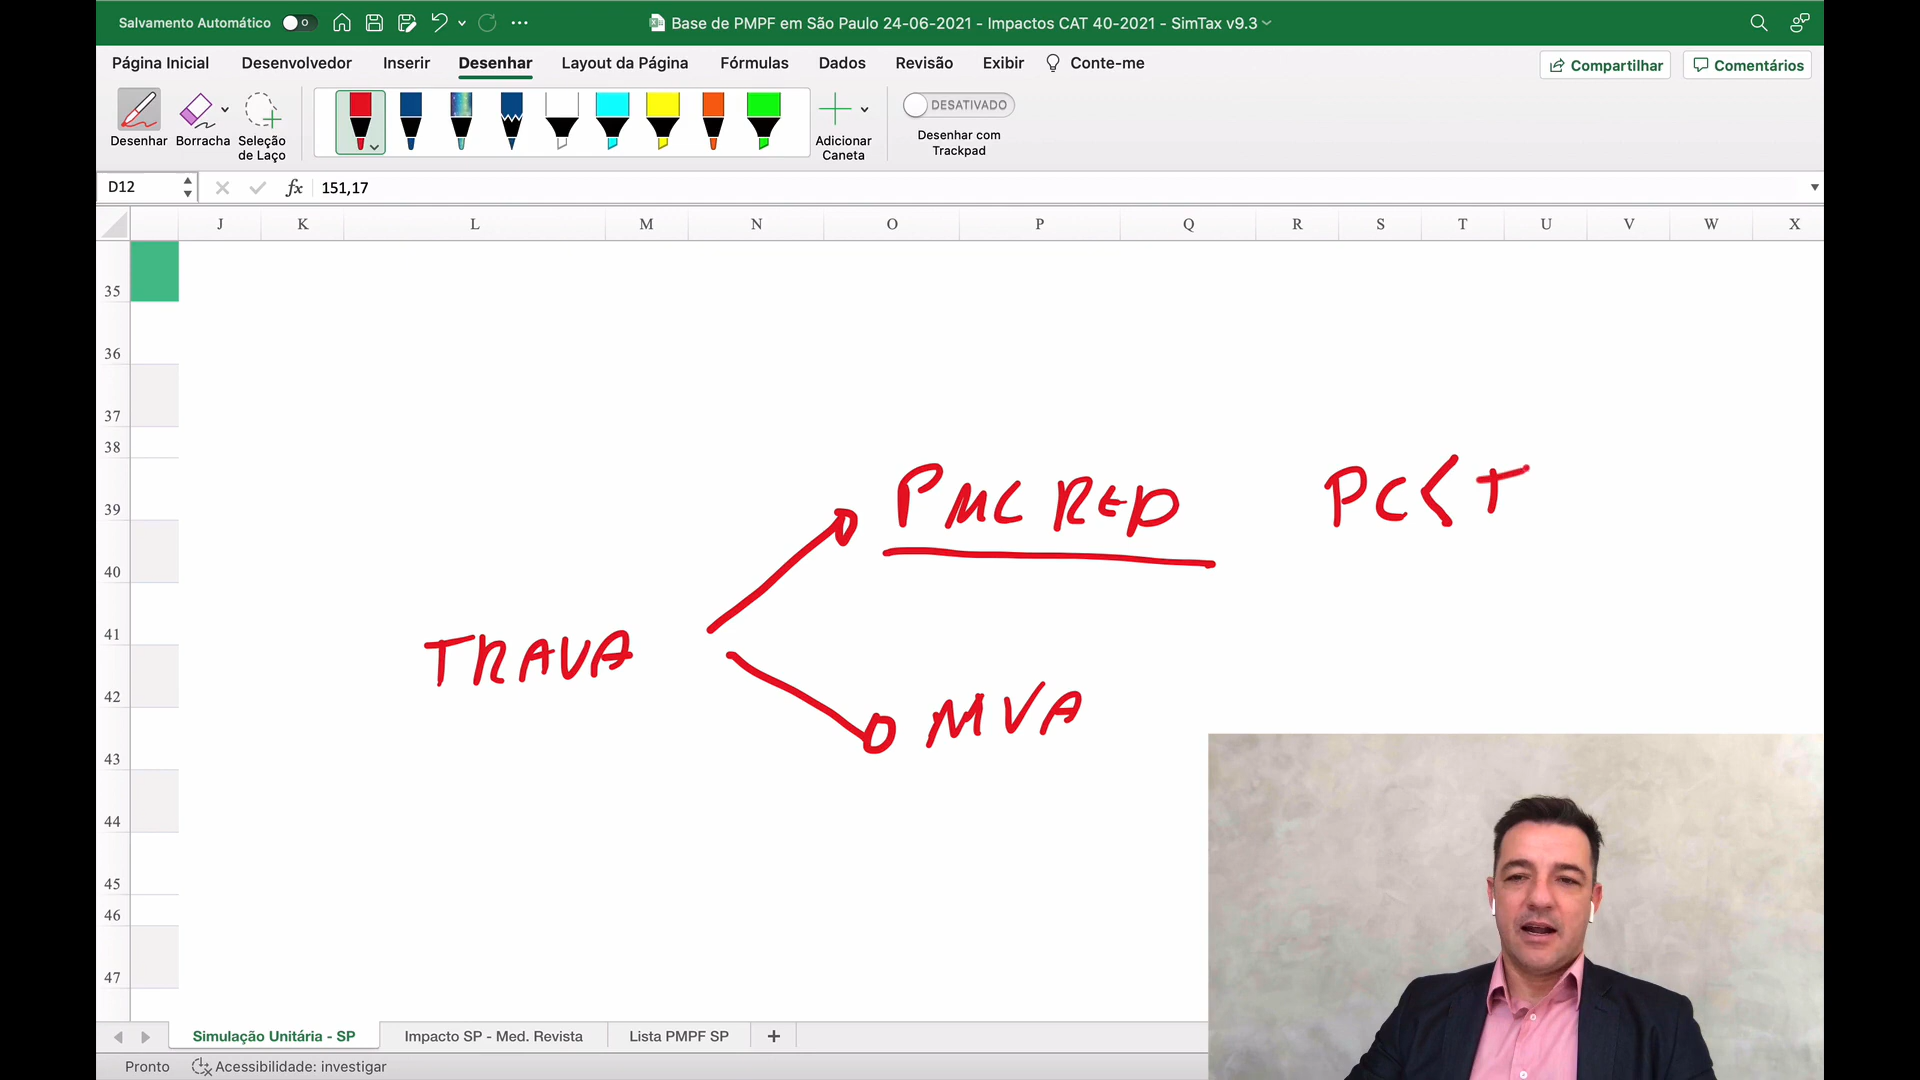 Salvamento Automático
Base de PMPF em São Paulo 24-06-2021 - Impactos CAT 40-2021 - SimTax v9.3
Página Inicial Desenvolvedor Inserir Desenhar Layout da Página Fórmulas Dados Revisão Exibir Conte-me Compartilhar Comentários
Desenhar Borracha Seleção de Laço Adicionar Caneta DESATIVADO Desenhar com Trackpad
D12 fx 151,17
J K L M N O P Q R S T U V W X
35
36
37
38
39
40
41
42
43
44
45
46
47
PMC RED PC < T
TRAVA
MVA
Simulação Unitária - SP Impacto SP - Med. Revista Lista PMPF SP +
Pronto Acessibilidade: investigar